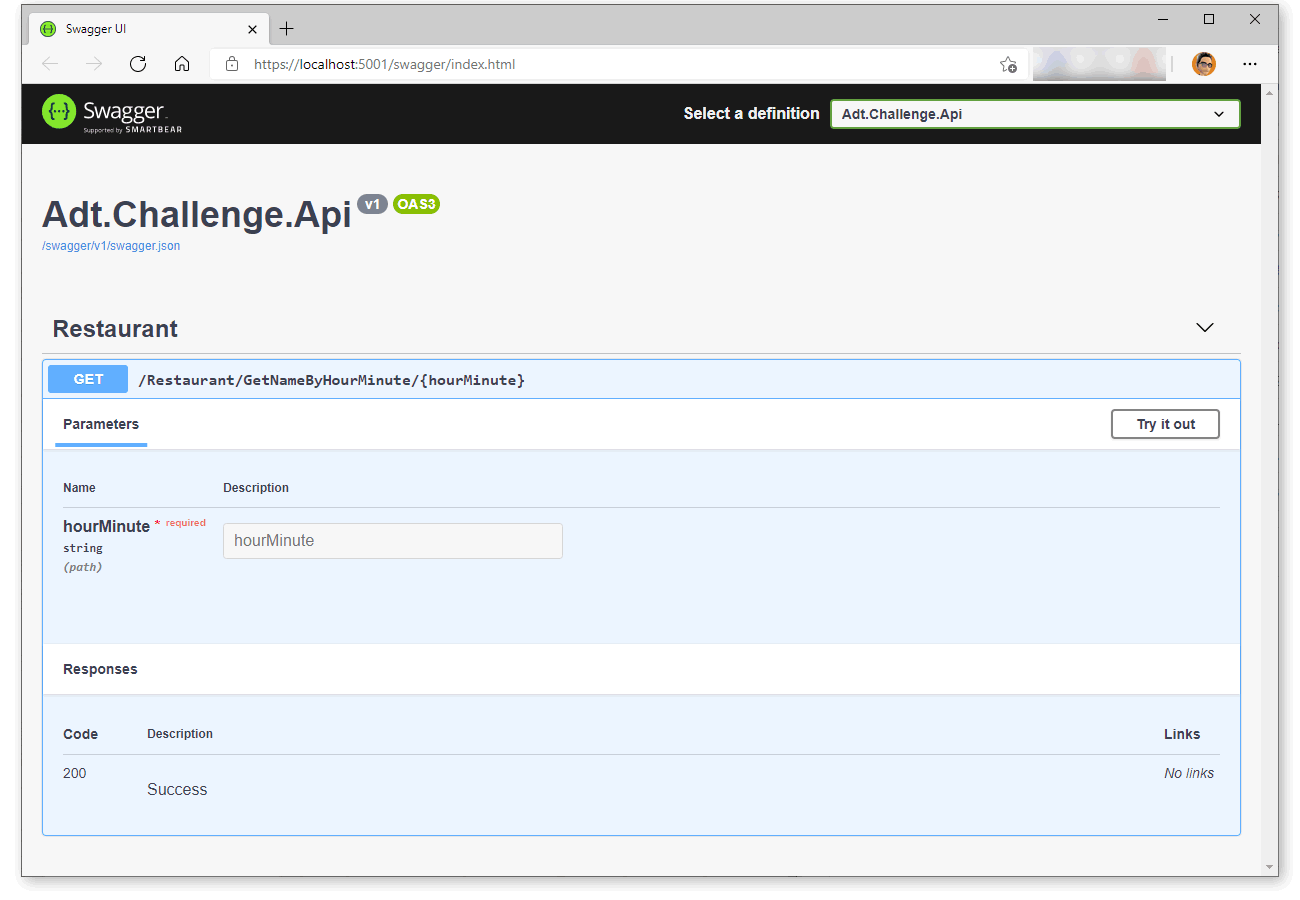 Swagger UI
https://localhost:5001/swagger/index.html
Swagger
Supported by SMARTBEAR
Select a definition
Adt.Challenge.Api
Adt.Challenge.Api v1 OAS3
/swagger/v1/swagger.json
Restaurant
GET /Restaurant/GetNameByHourMinute/{hourMinute}
Parameters
Try it out
Name Description
hourMinute * required
string
(path)
hourMinute
Responses
Code Description Links
200
Success
No links